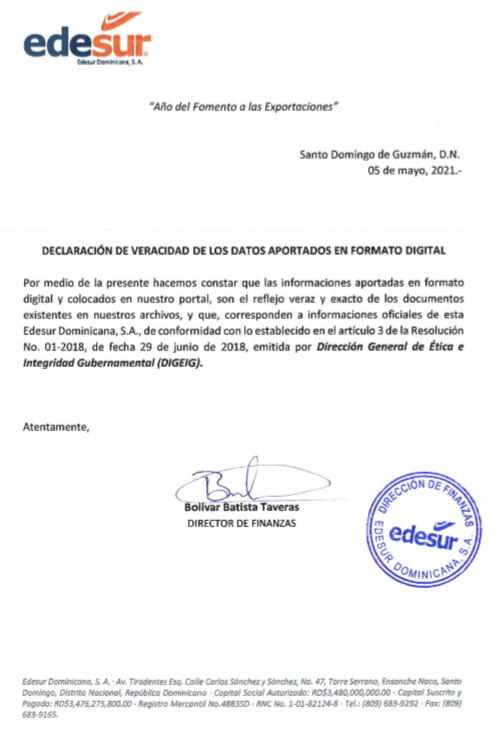 edesur
Edesur Dominicana, S.A.
"Año del Fomento a las Exportaciones"
Santo Domingo de Guzmán, D.N.
05 de mayo, 2021.-
DECLARACIÓN DE VERACIDAD DE LOS DATOS APORTADOS EN FORMATO DIGITAL
Por medio de la presente hacemos constar que las informaciones aportadas en formato
digital y colocados en nuestro portal, son el reflejo veraz y exacto de los documentos
existentes en nuestros archivos, y que, corresponden a informaciones oficiales de esta
Edesur Dominicana, S.A., de conformidad con lo establecido en el artículo 3 de la Resolución
No. 01-2018, de fecha 29 de junio de 2018, emitida por Dirección General de Ética e
Integridad Gubernamental (DIGEIG).
Atentamente,
Bolívar Batista Taveras
DIRECTOR DE FINANZAS
DIRECCIÓN DE FINANZAS
edesur
EDESUR DOMINICANA, S.A.
Edesur Dominicana, S. A. - Av. Tiradentes Esq. Calle Carlos Sánchez y Sánchez, No. 47, Torre Serrano, Ensanche Naco, Santo
Domingo, Distrito Nacional, República Dominicana - Capital Social Autorizado: RD$3,480,000,000.00 - Capital Suscrito y
Pagado: RD$3,476,275,800.00 - Registro Mercantil No.4883SD - RNC No. 1-01-82124-8 - Tel.: (809) 683-9292 - Fax: (809)
683-9165.